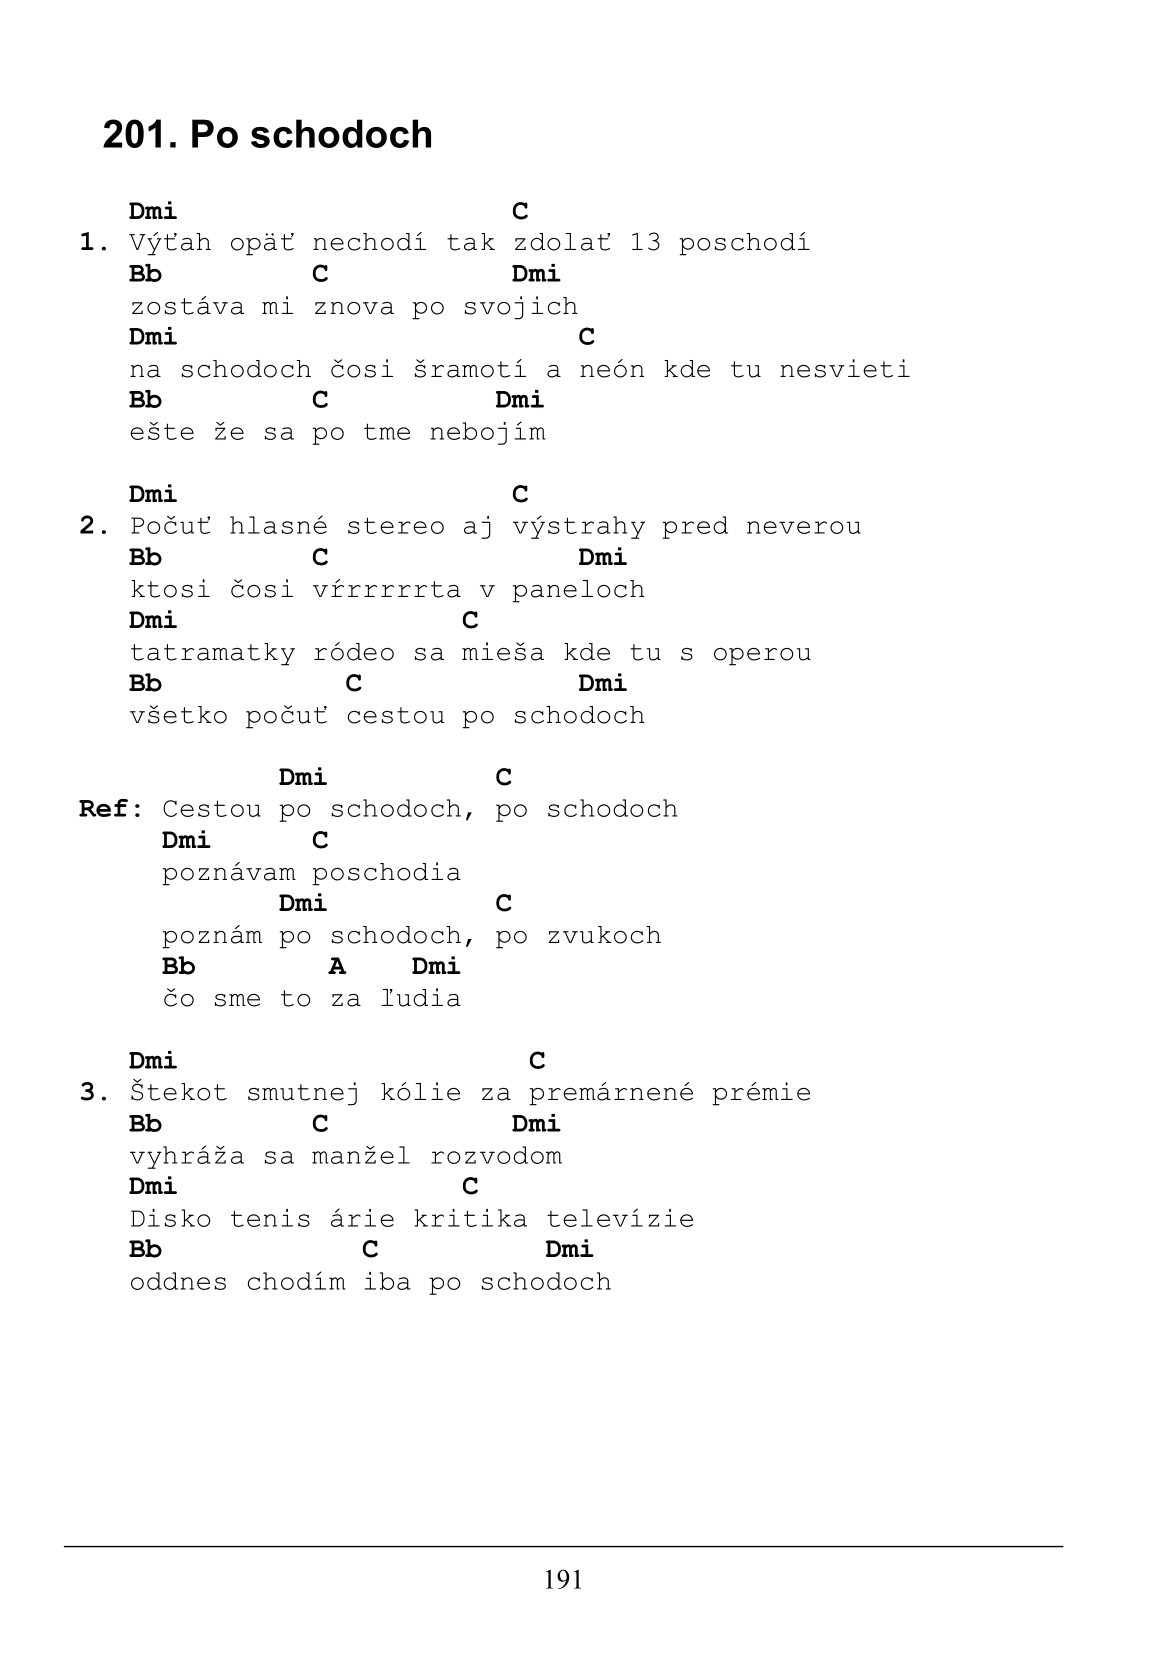 201. Po schodoch
Dmi                    C
1. Výťah opäť nechodí tak zdolať 13 poschodí
Bb         C           Dmi
zostáva mi znova po svojich
Dmi                        C
na schodoch čosi šramotí a neón kde tu nesvieti
Bb         C          Dmi
ešte že sa po tme nebojím
Dmi                    C
2. Počuť hlasné stereo aj výstrahy pred neverou
Bb         C               Dmi
ktosi čosi vŕrrrrrta v paneloch
Dmi                 C
tatramatky ródeo sa mieša kde tu s operou
Bb           C             Dmi
všetko počuť cestou po schodoch
Dmi          C
Ref: Cestou po schodoch, po schodoch
Dmi      C
poznávam poschodia
Dmi          C
poznám po schodoch, po zvukoch
Bb        A    Dmi
čo sme to za ľudia
Dmi                     C
3. Štekot smutnej kólie za premárnené prémie
Bb         C           Dmi
vyhráža sa manžel rozvodom
Dmi                 C
Disko tenis árie kritika televízie
Bb            C          Dmi
oddnes chodím iba po schodoch
191